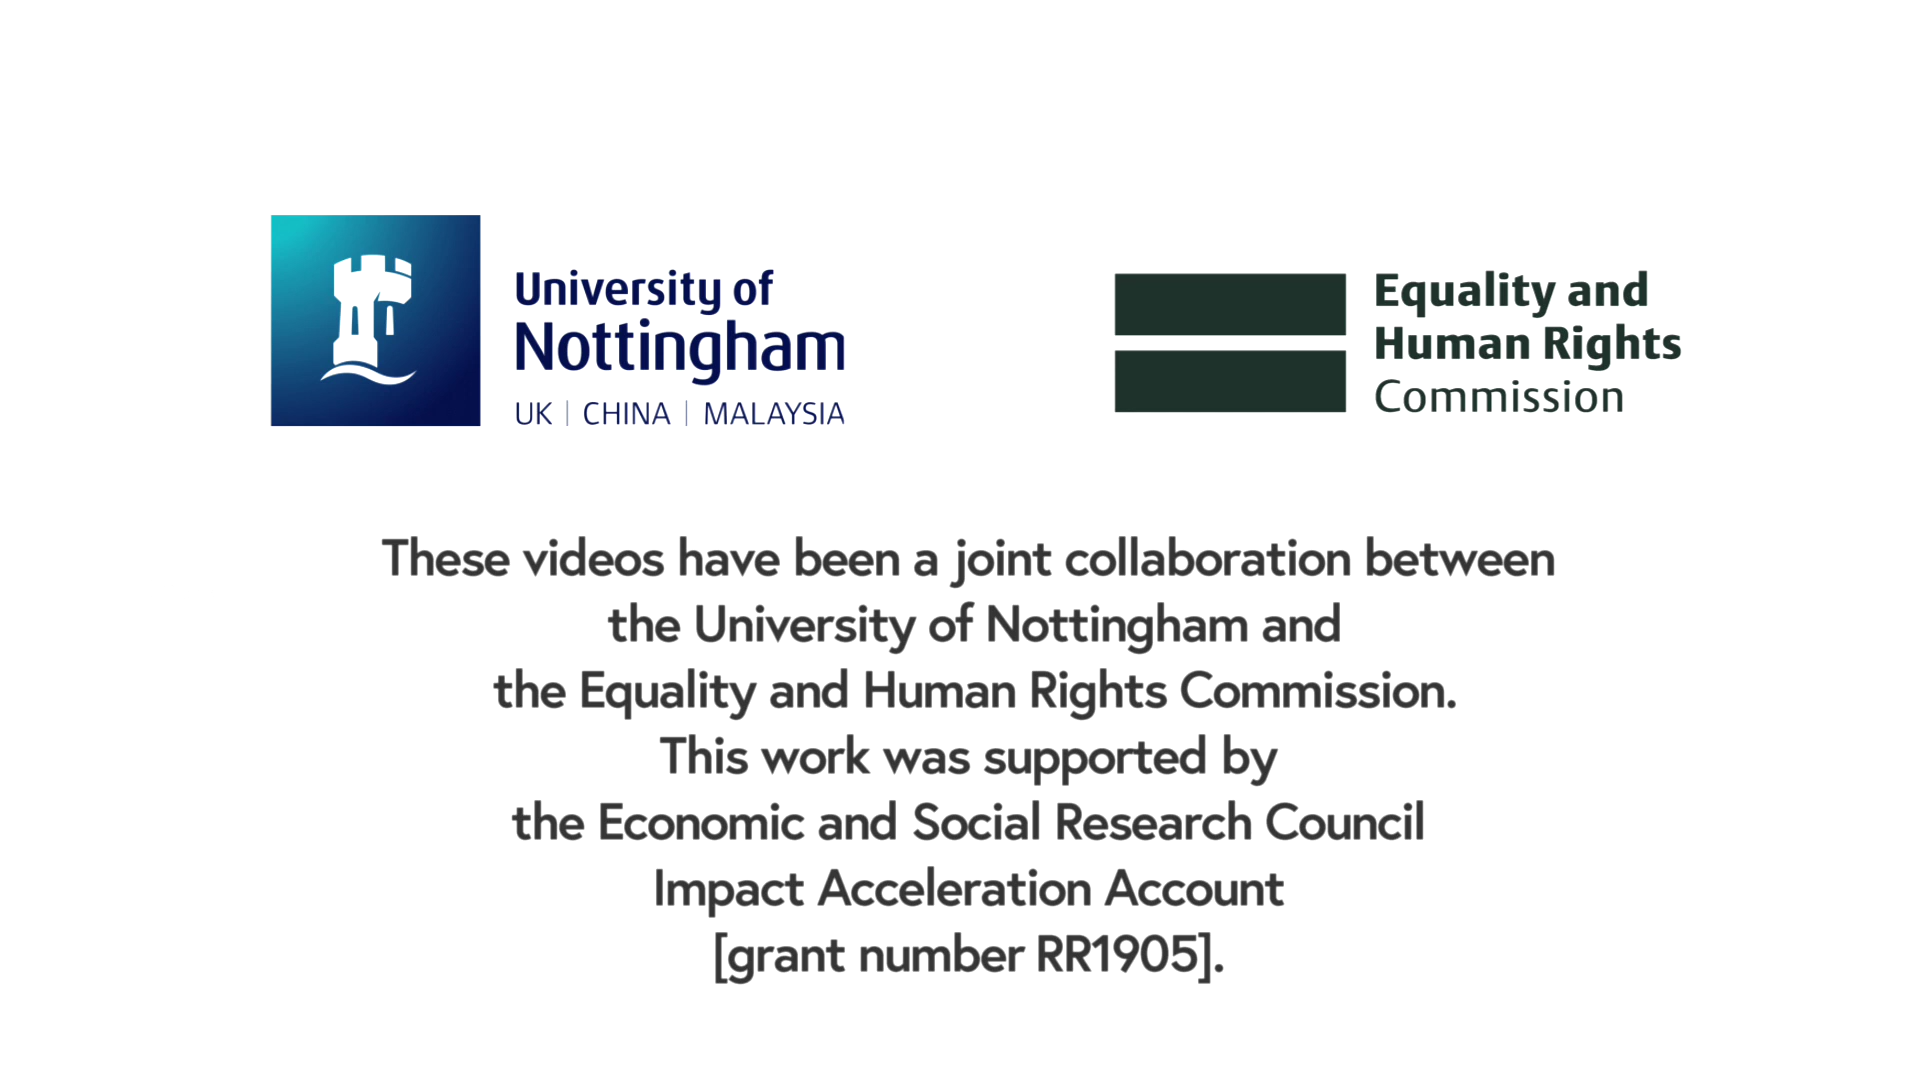 University of
Nottingham
UK | CHINA | MALAYSIA
Equality and
Human Rights
Commission
These videos have been a joint collaboration between
the University of Nottingham and
the Equality and Human Rights Commission.
This work was supported by
the Economic and Social Research Council
Impact Acceleration Account
[grant number RR1905].